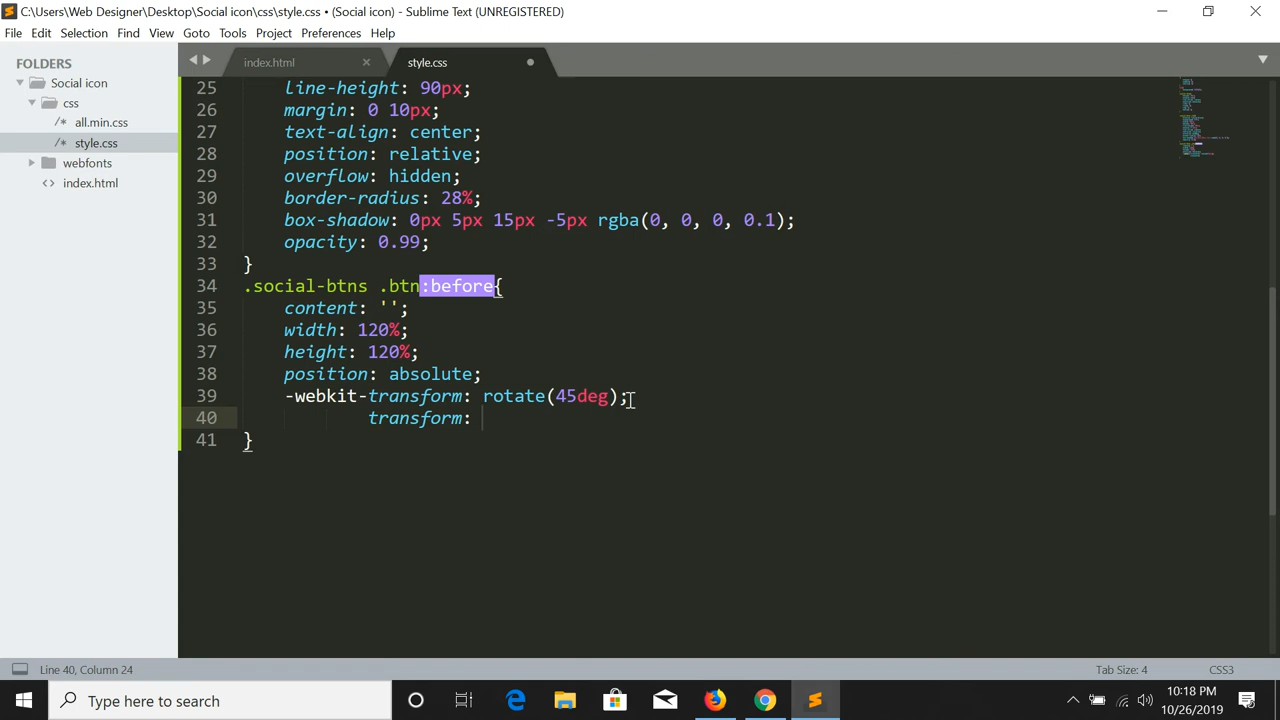 C:\Users\Web Designer\Desktop\Social icon\css\style.css • (Social icon) - Sublime Text (UNREGISTERED)
File Edit Selection Find View Goto Tools Project Preferences Help
FOLDERS
Social icon
css
/* all.min.css
/* style.css
webfonts
<> index.html
index.html ×
style.css
25 line-height: 90px;
26 margin: 0 10px;
27 text-align: center;
28 position: relative;
29 overflow: hidden;
30 border-radius: 28%;
31 box-shadow: 0px 5px 15px -5px rgba(0, 0, 0, 0.1);
32 opacity: 0.99;
33 }
34 .social-btns .btn:before{
35 content: '';
36 width: 120%;
37 height: 120%;
38 position: absolute;
39 -webkit-transform: rotate(45deg);
40 transform:
41 }
Line 40, Column 24
Tab Size: 4
CSS3
Type here to search
10:18 PM
10/26/2019